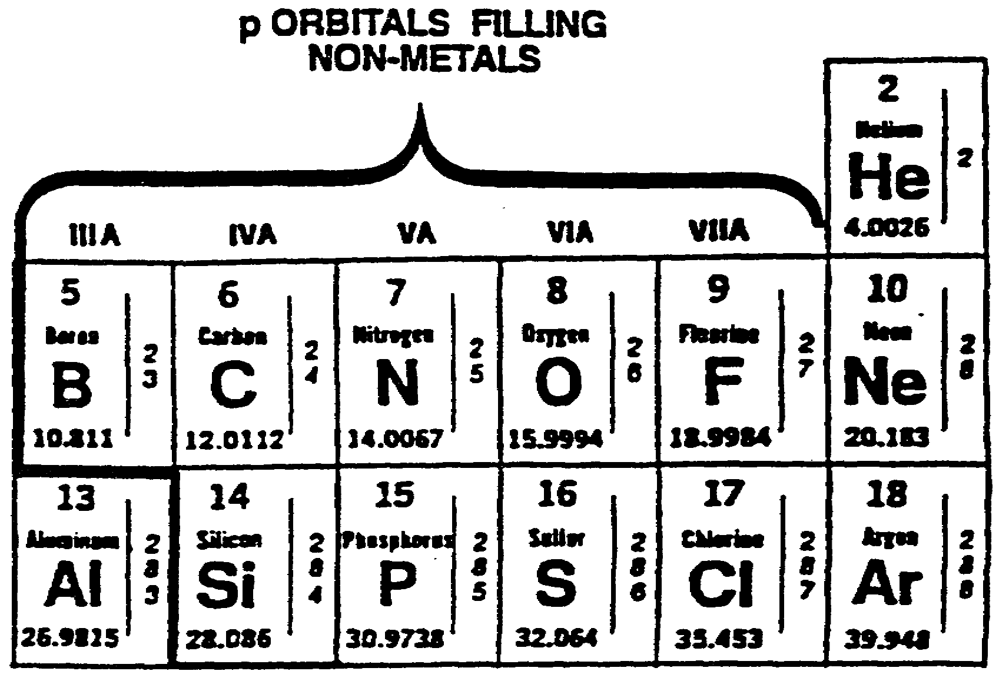 p ORBITALS FILLING
NON-METALS
2
Helium
He
2
4.0026
IIIA IVA VA VIA VIIA
5 6 7 8 9 10
Boron Carbon Nitrogen Oxygen Fluorine Neon
B C N O F Ne
2 2 2 2 2 2
3 4 5 6 7 8
10.811 12.0112 14.0067 15.9994 18.9984 20.183
13 14 15 16 17 18
Aluminum Silicon Phosphorus Sulfur Chlorine Argon
Al Si P S Cl Ar
2 2 2 2 2 2
8 8 8 8 8 8
3 4 5 6 7 8
26.9815 28.086 30.9738 32.064 35.453 39.948